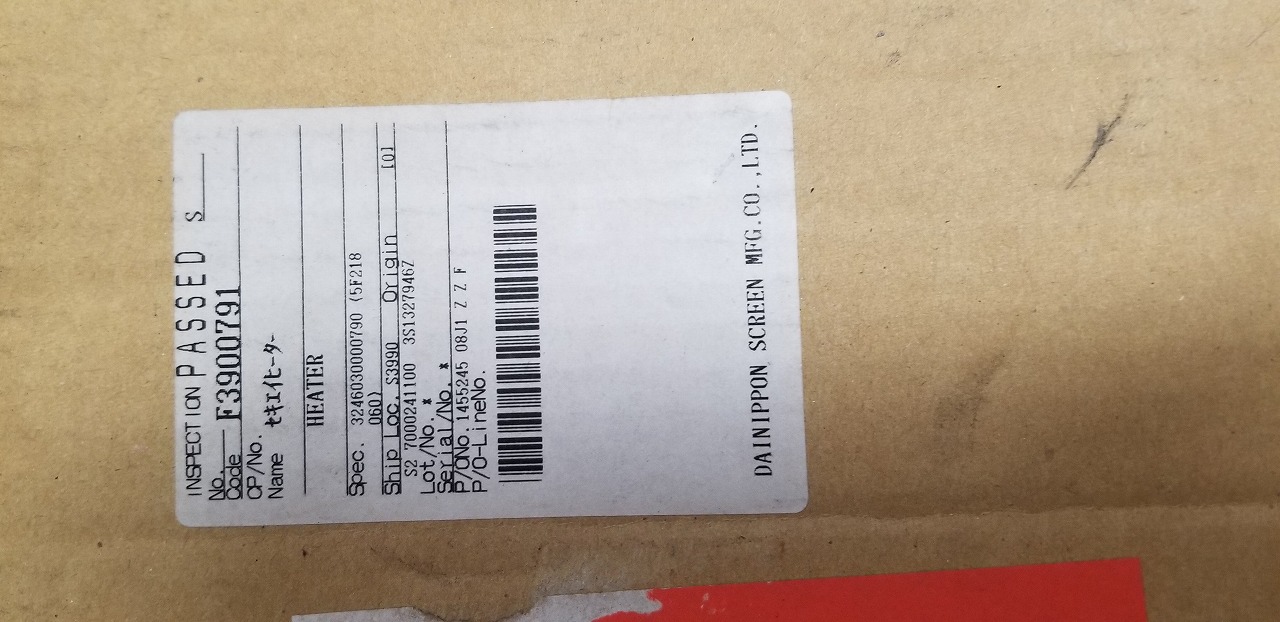 INSPECTION PASSED S
No.
Code F3900791
CP/No.
Name セキエイヒーター
HEATER
Spec. 3246030000790 (5F218
060)
Ship Loc. S3990 Origin [0]
S2 7000241100 3S1327946Z
Lot/No. *
Serial/No. *
P/ONo. 1455245 08J1 Z Z F
P/O-LineNo.
DAINIPPON SCREEN MFG.CO.,LTD.